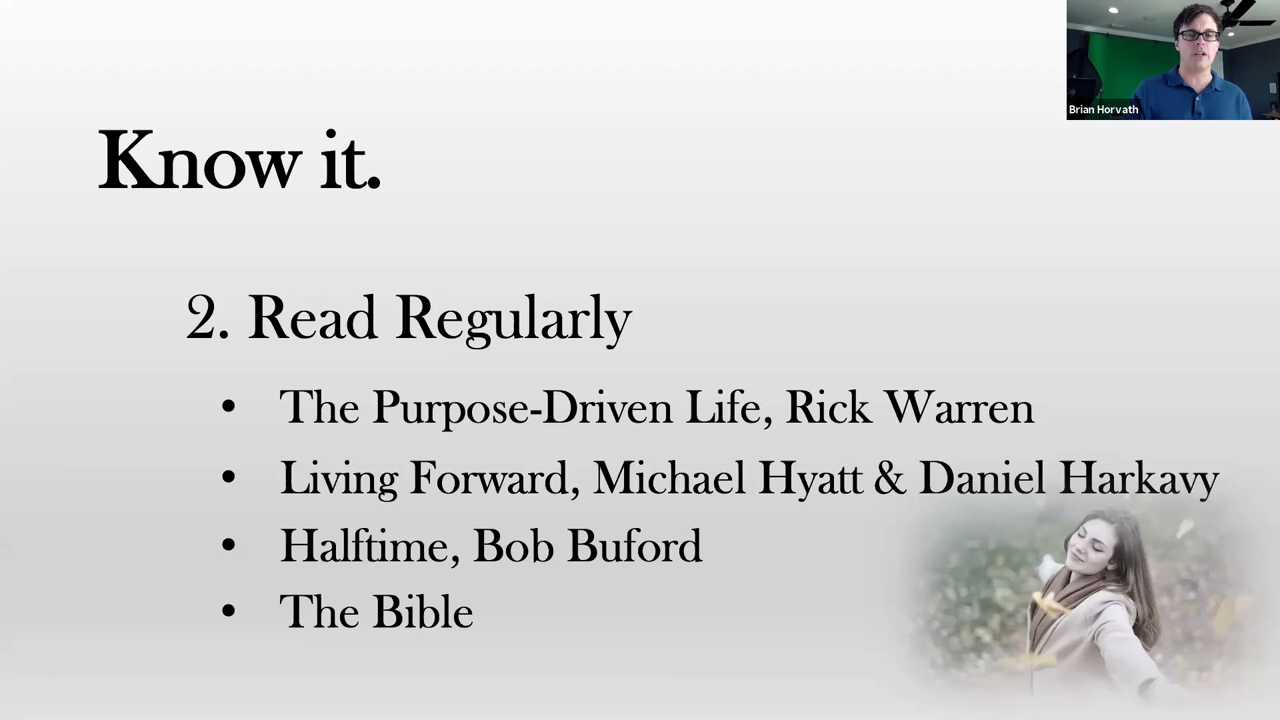 Brian Horvath
Know it.
2. Read Regularly
• The Purpose-Driven Life, Rick Warren
• Living Forward, Michael Hyatt & Daniel Harkavy
• Halftime, Bob Buford
• The Bible